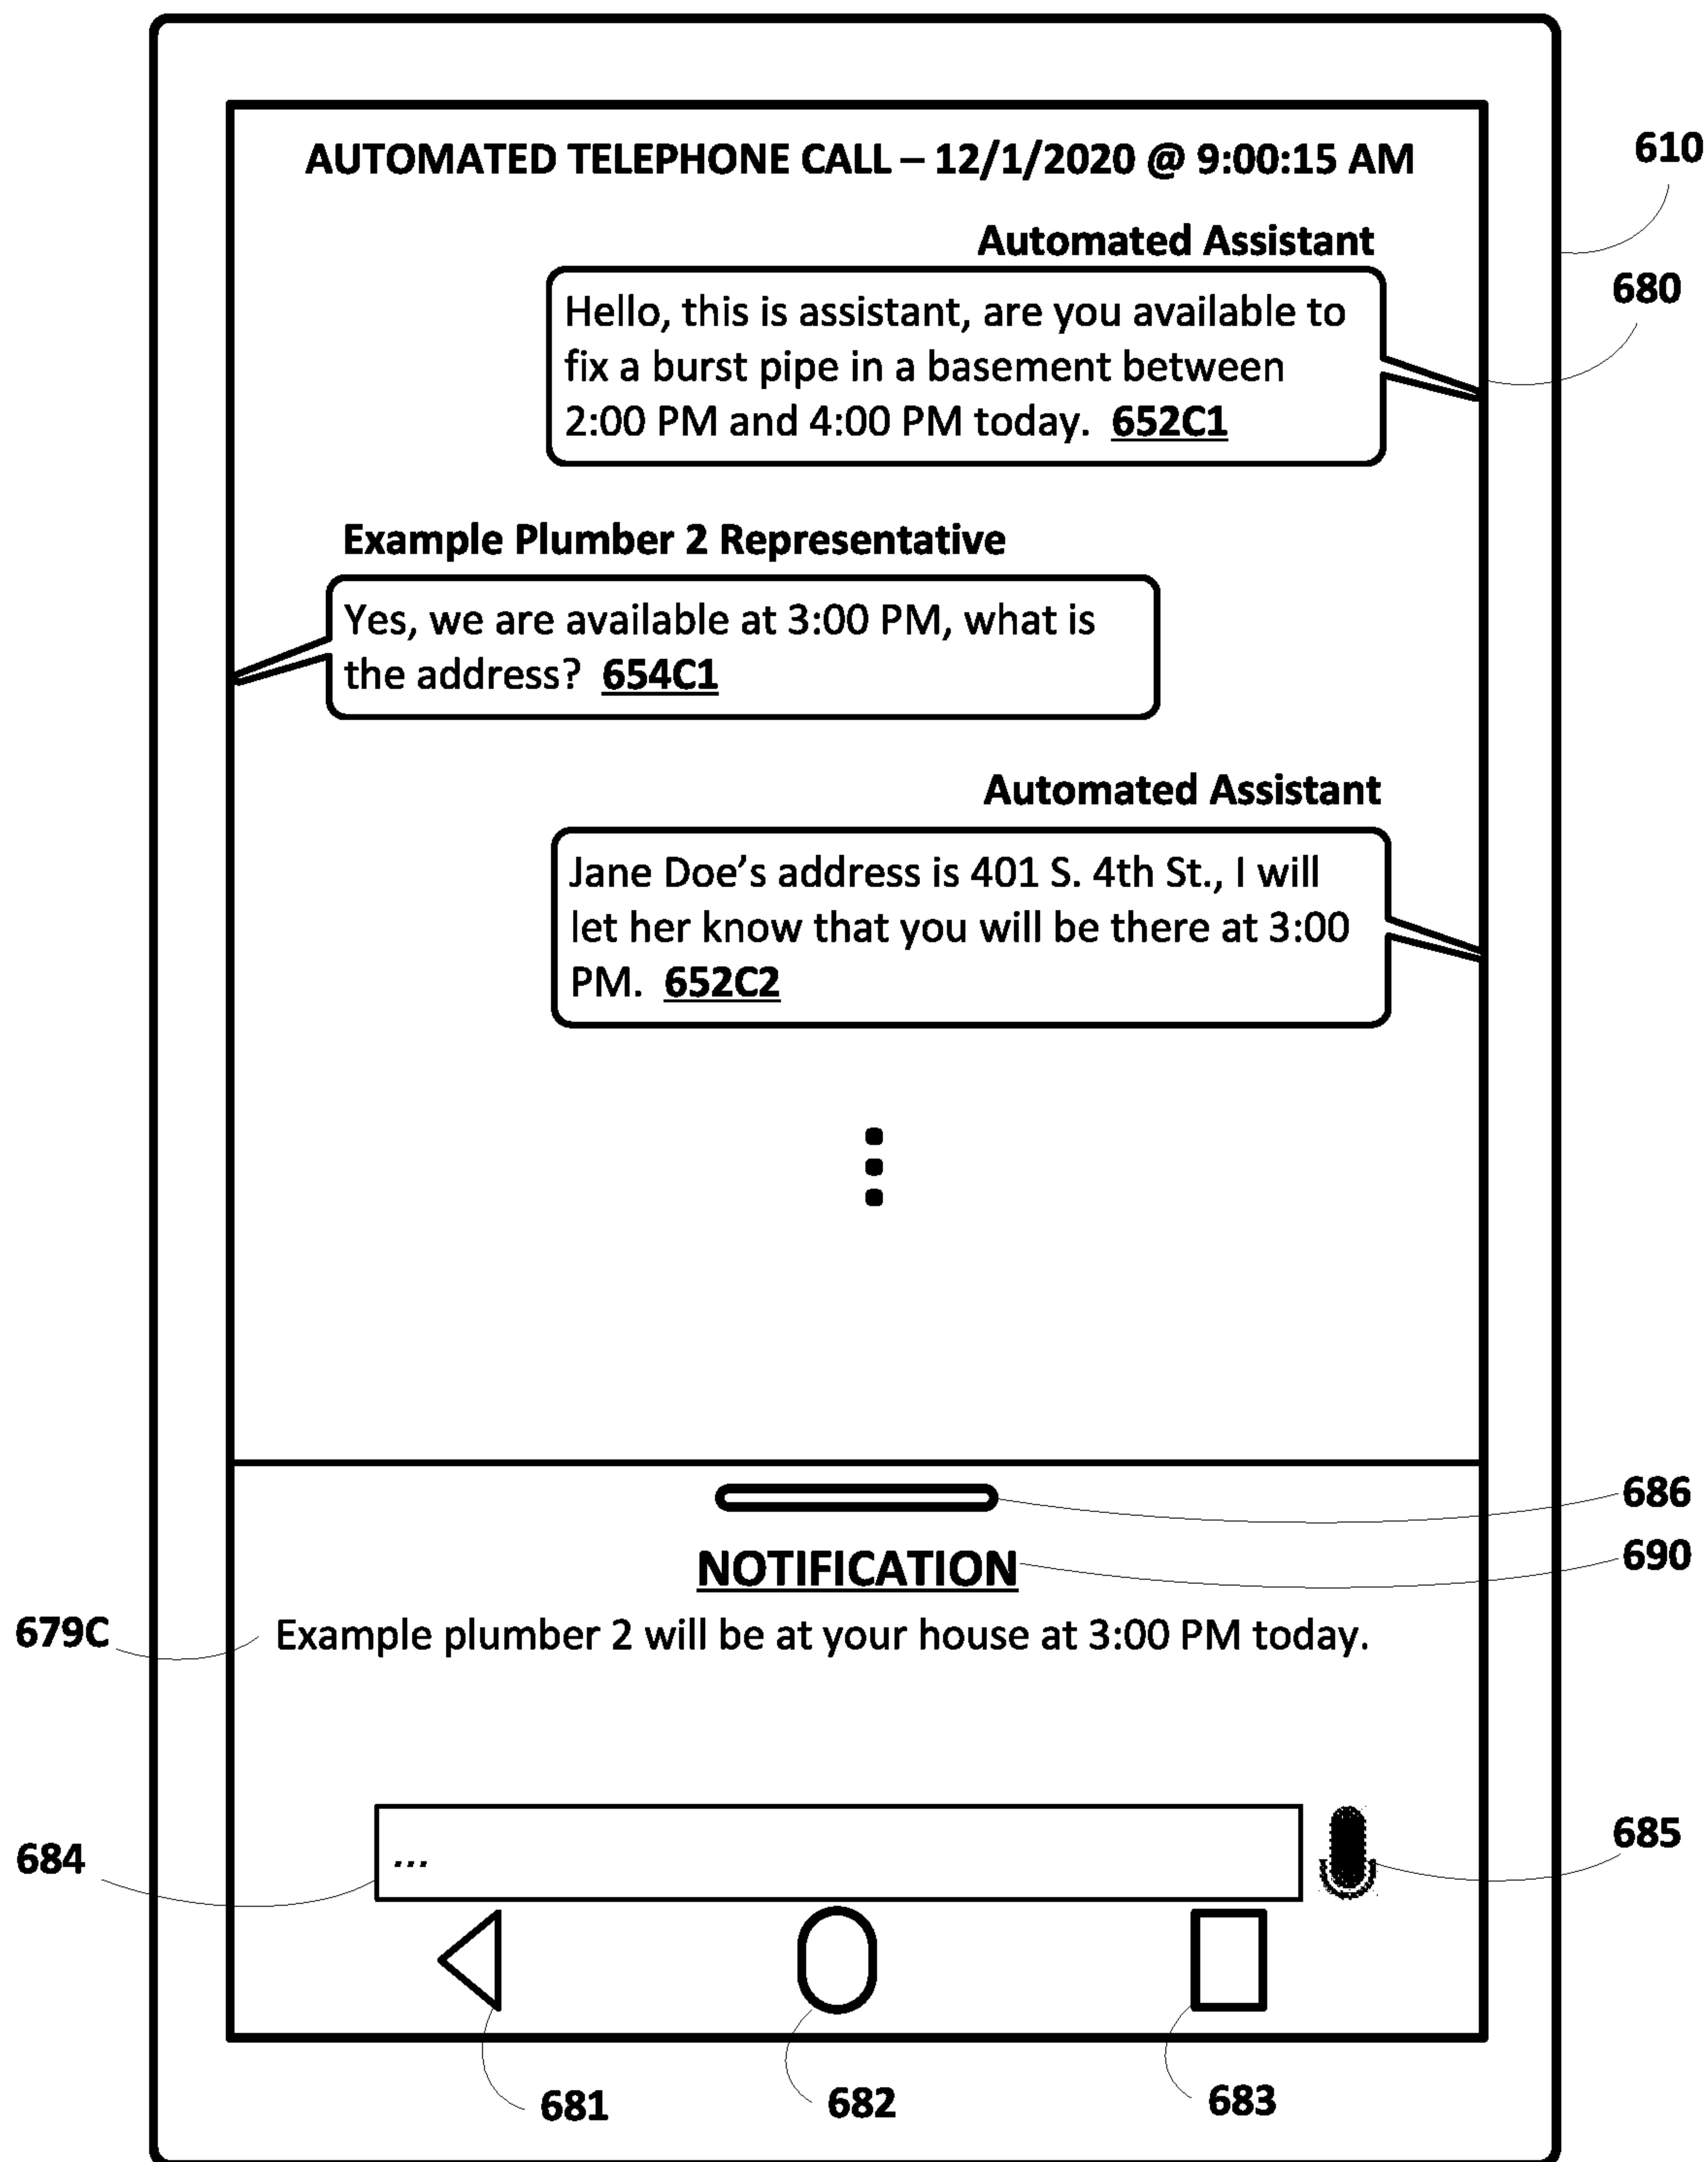 AUTOMATED TELEPHONE CALL – 12/1/2020 @ 9:00:15 AM
610
Automated Assistant
680
Hello, this is assistant, are you available to
fix a burst pipe in a basement between
2:00 PM and 4:00 PM today. 652C1
Example Plumber 2 Representative
Yes, we are available at 3:00 PM, what is
the address? 654C1
Automated Assistant
Jane Doe's address is 401 S. 4th St., I will
let her know that you will be there at 3:00
PM. 652C2
686
NOTIFICATION
690
679C
Example plumber 2 will be at your house at 3:00 PM today.
684
...
685
681
682
683